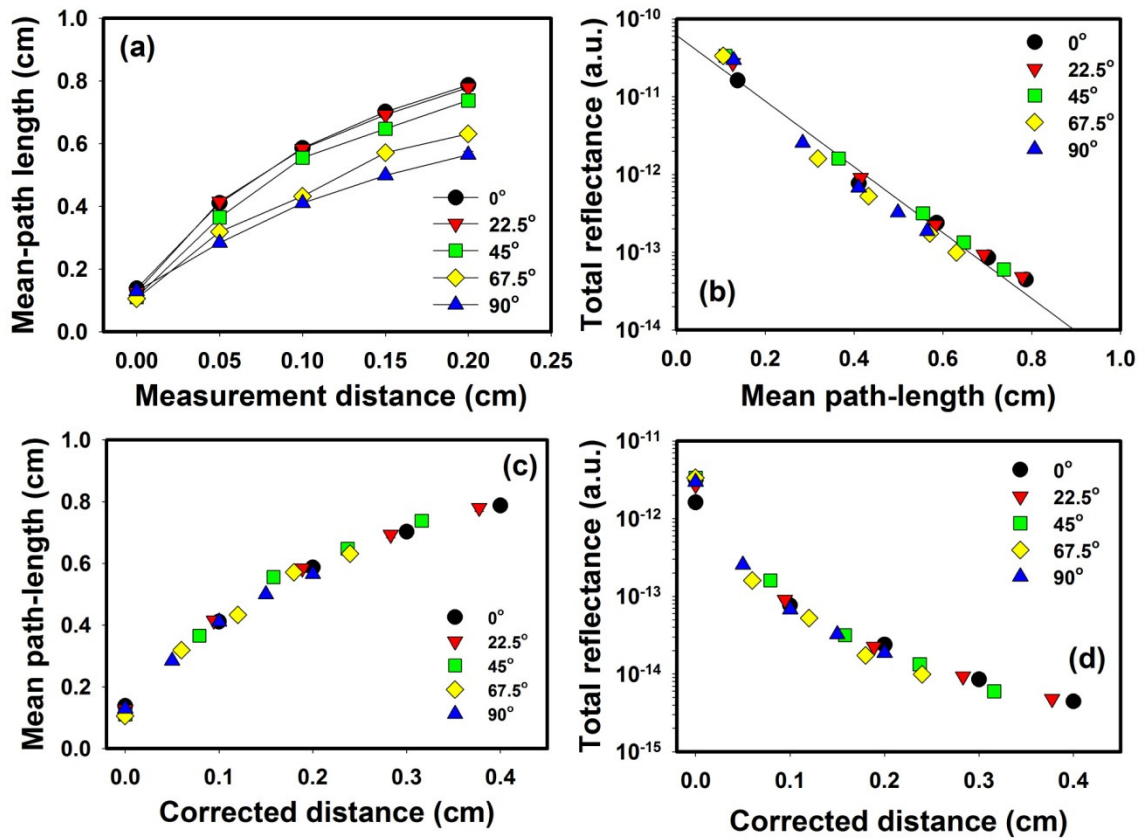 (a)
Mean-path length (cm)
1.0
0.8
0.6
0.4
0.2
0.0
0°
22.5°
45°
67.5°
90°
0.00 0.05 0.10 0.15 0.20 0.25
Measurement distance (cm)
(b)
Total reflectance (a.u.)
10-10
10-11
10-12
10-13
10-14
0°
22.5°
45°
67.5°
90°
0.0 0.2 0.4 0.6 0.8 1.0
Mean path-length (cm)
(c)
Mean path-length (cm)
1.0
0.8
0.6
0.4
0.2
0.0
0°
22.5°
45°
67.5°
90°
0.0 0.1 0.2 0.3 0.4
Corrected distance (cm)
(d)
Total reflectance (a.u.)
10-11
10-12
10-13
10-14
10-15
0°
22.5°
45°
67.5°
90°
0.0 0.1 0.2 0.3 0.4
Corrected distance (cm)